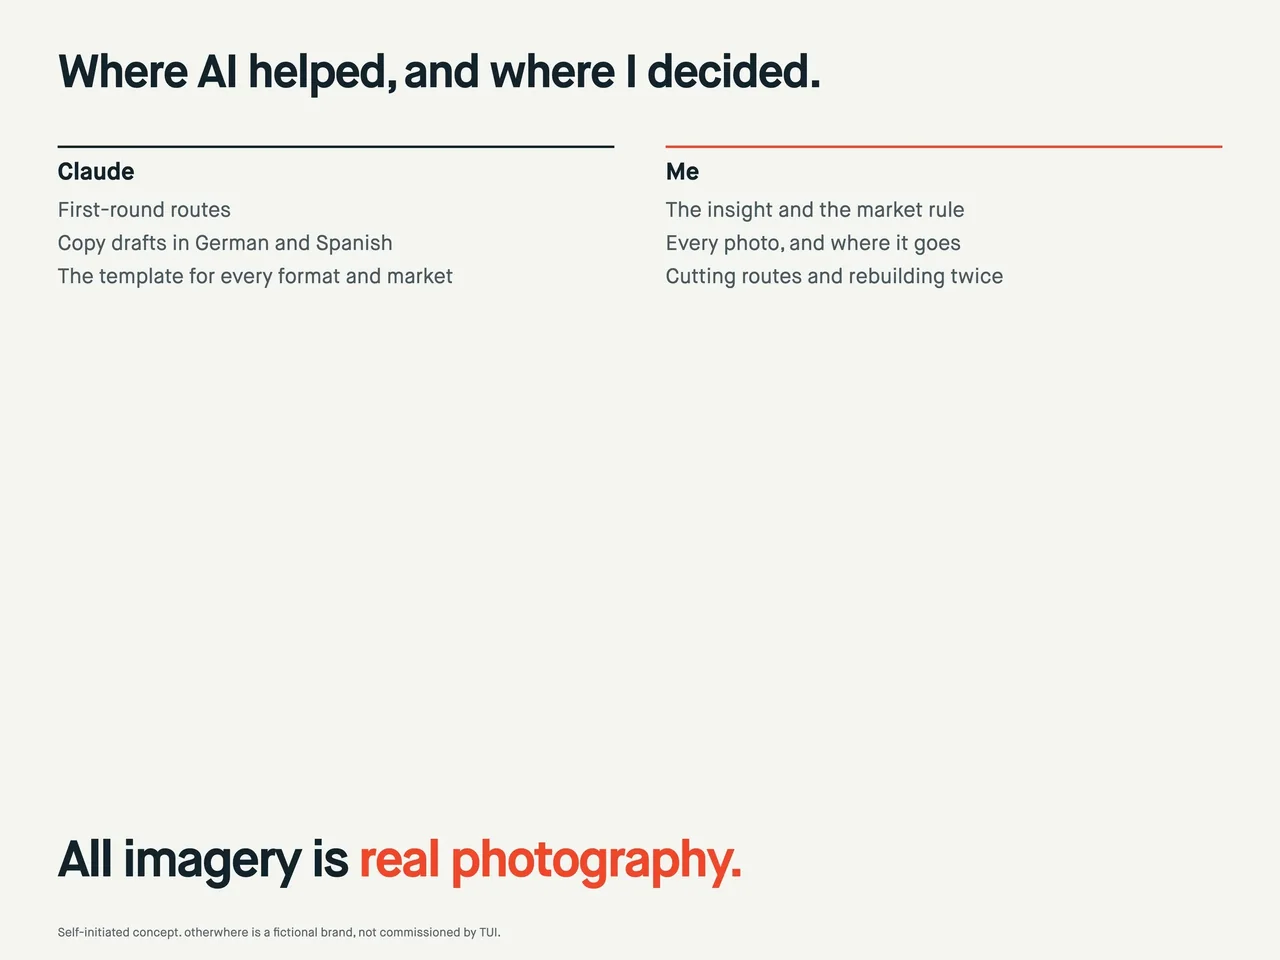 Where AI helped, and where I decided.
Claude
First-round routes
Copy drafts in German and Spanish
The template for every format and market
Me
The insight and the market rule
Every photo, and where it goes
Cutting routes and rebuilding twice
All imagery is real photography.
Self-initiated concept. otherwhere is a fictional brand, not commissioned by TUI.